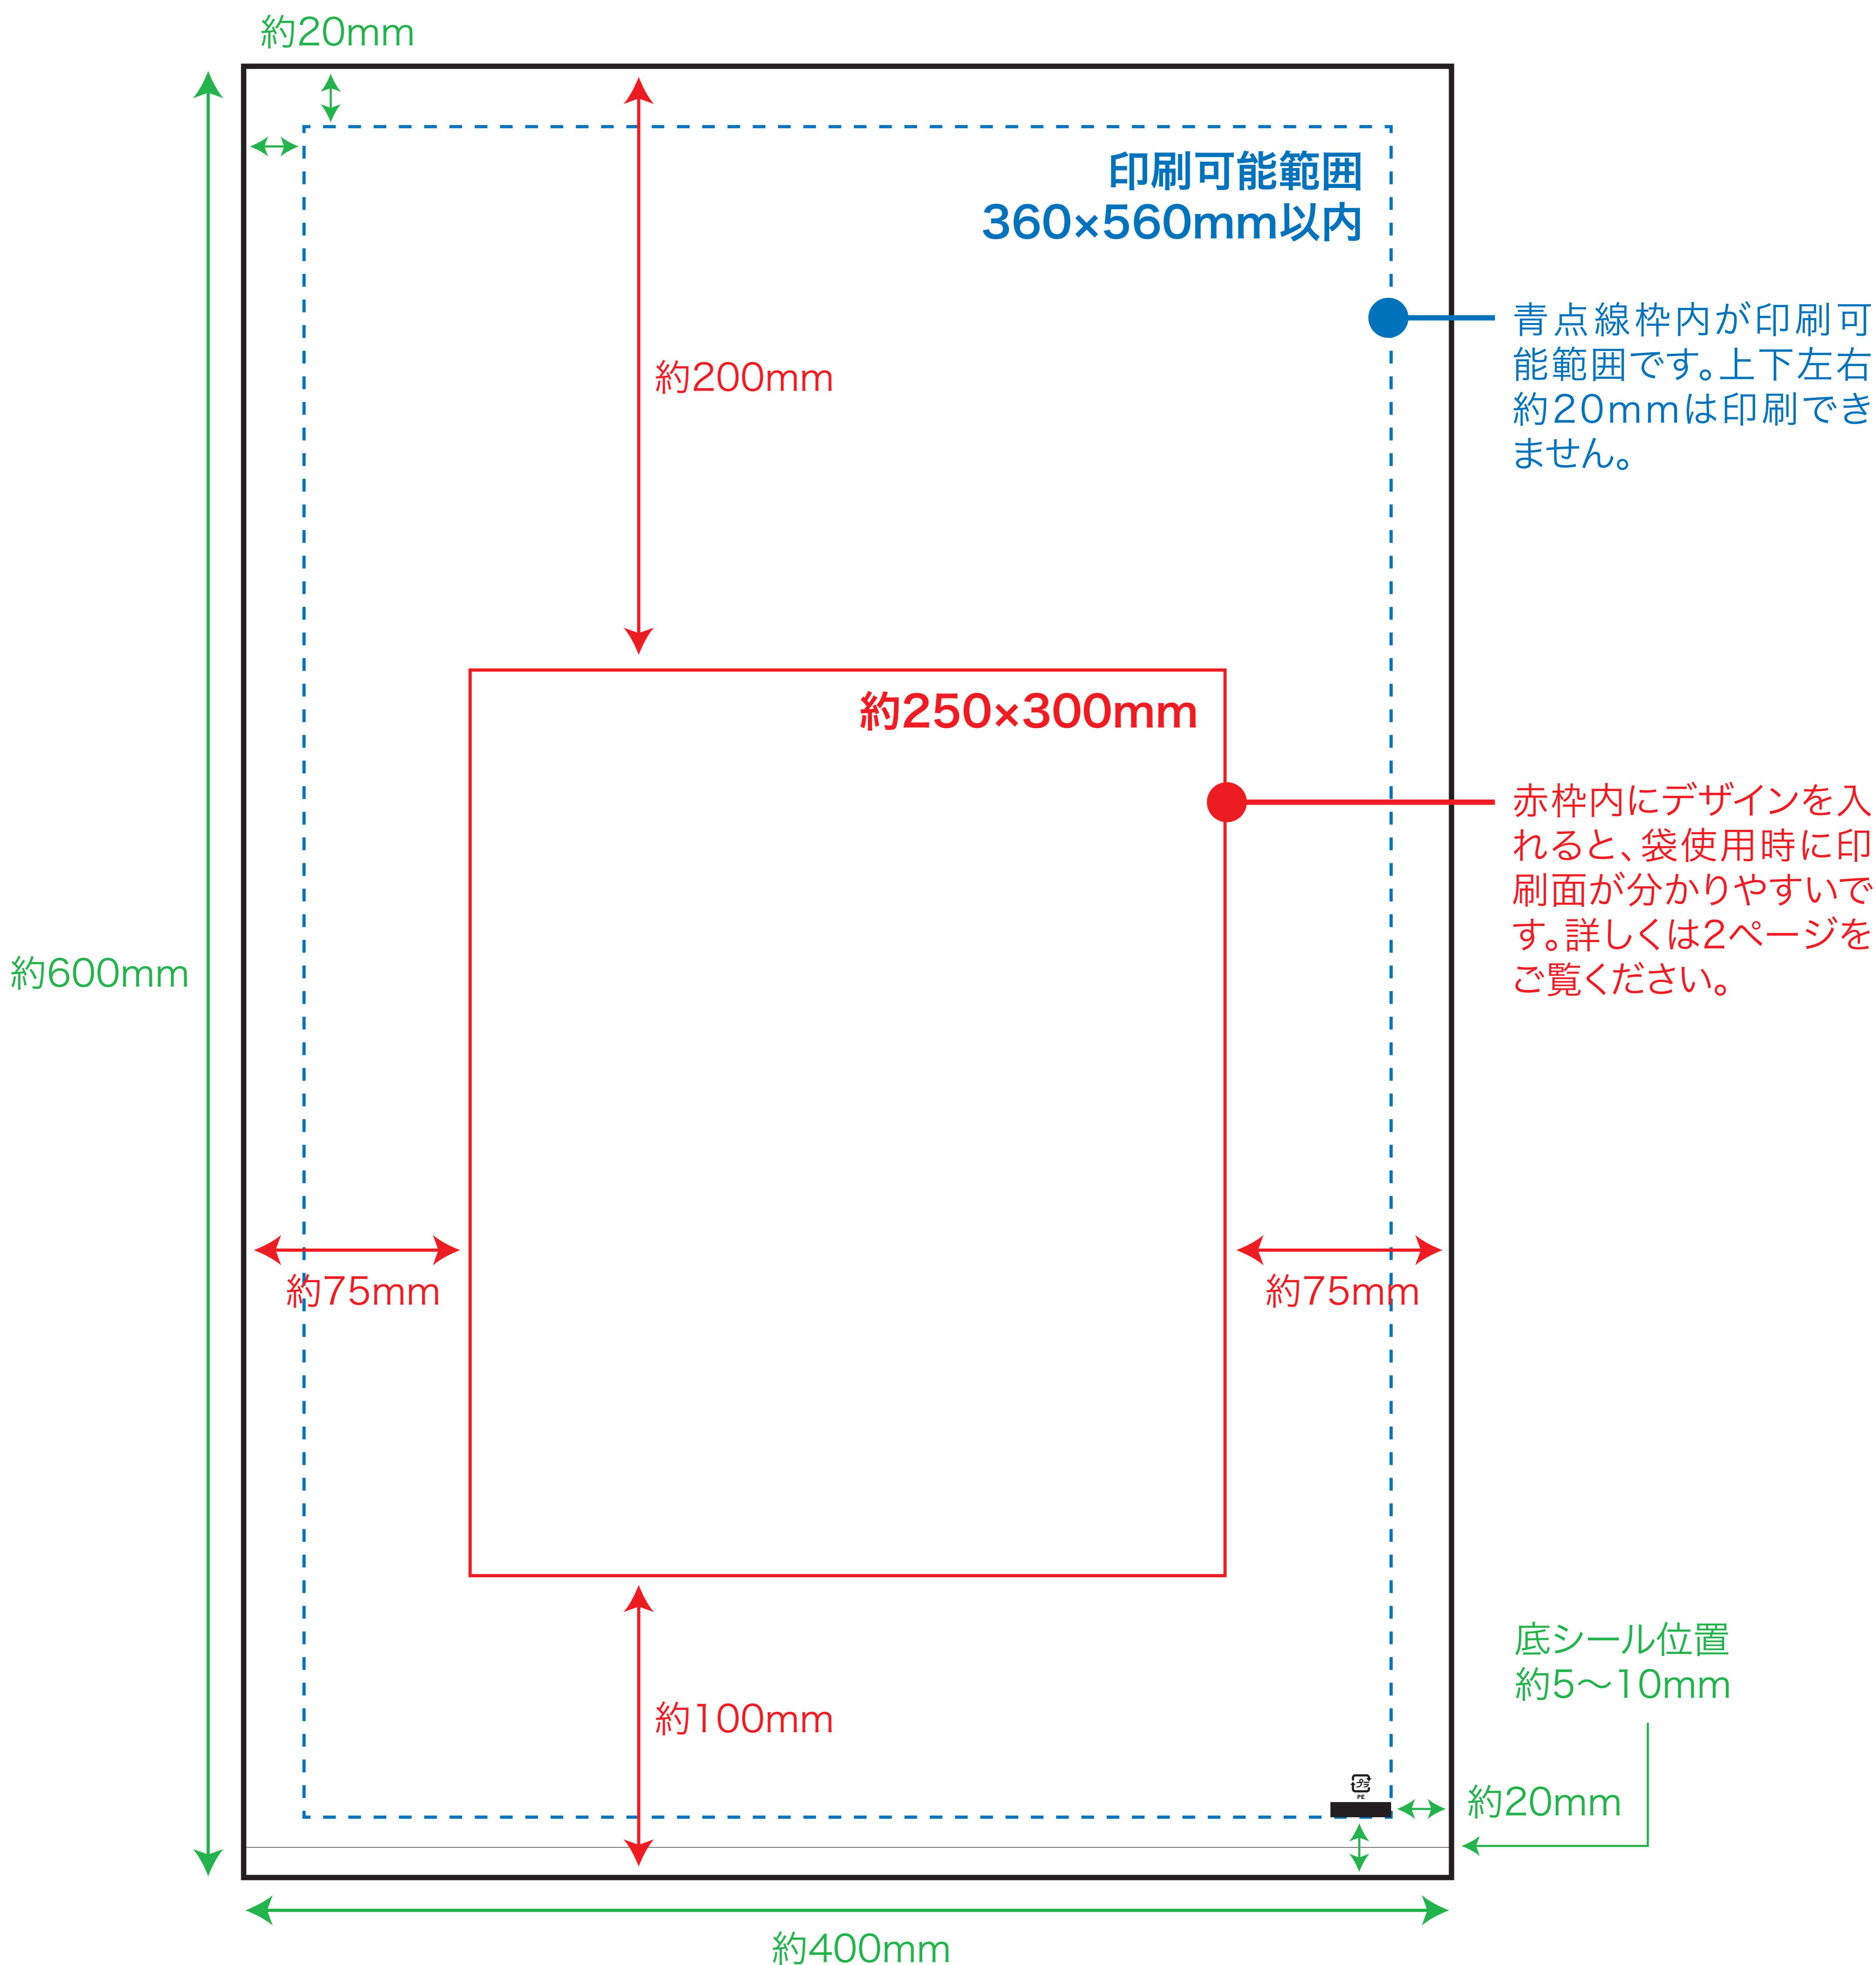 約20mm
印刷可能範囲
360×560mm以内
青点線枠内が印刷可
能範囲です。上下左右
約20mmは印刷でき
ません。
約200mm
約250×300mm
赤枠内にデザインを入
れると、袋使用時に印
刷面が分かりやすいで
す。詳しくは2ページを
ご覧ください。
約600mm
約75mm
約75mm
底シール位置
約5～10mm
約100mm
プラ
PE
約20mm
約400mm